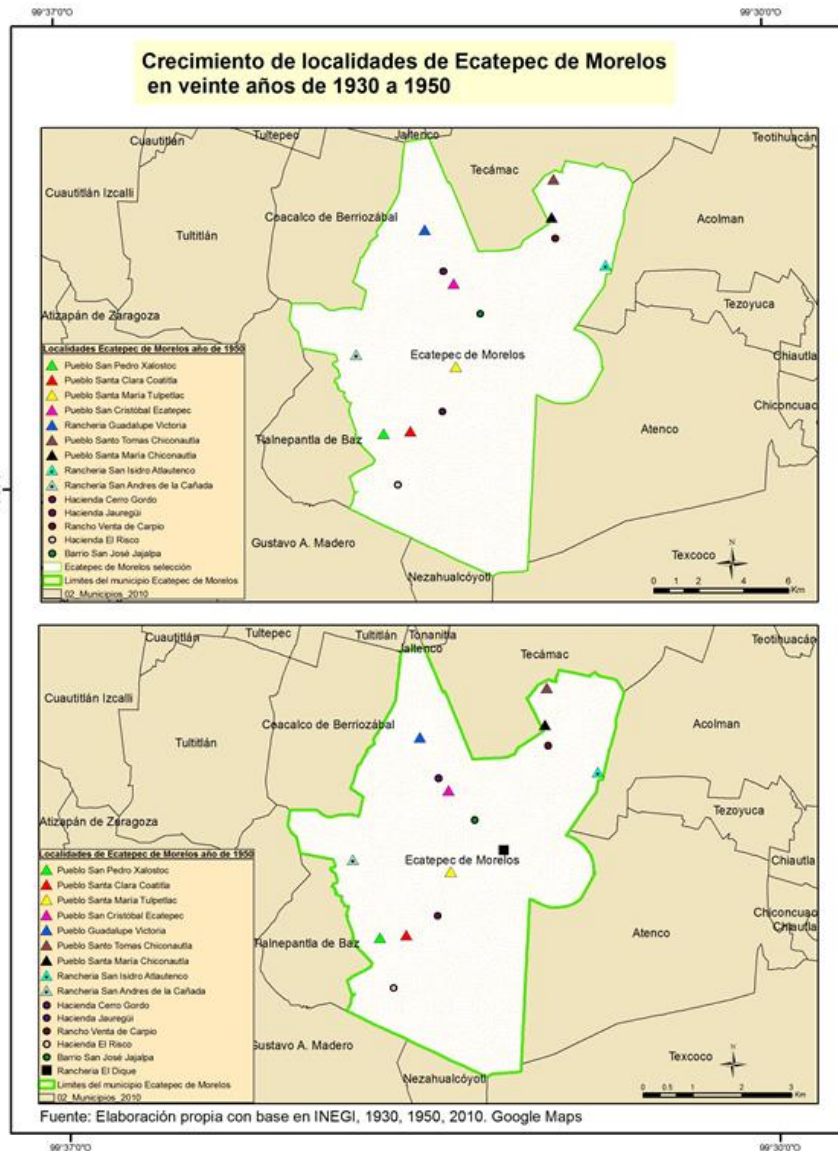 99°37'0"O
99°30'0"O
Crecimiento de localidades de Ecatepec de Morelos
en veinte años de 1930 a 1950
Cuautitlán
Tultepec
Jaltenco
Teotihuacán
Tecámac
Cuautitlán Izcalli
Coacalco de Berriozábal
Acolman
Tultitlán
Tezoyuca
Atizapán de Zaragoza
Chiautla
Ecatepec de Morelos
Chiconcuac
Atenco
Tlalnepantla de Baz
Gustavo A. Madero
Texcoco
Nezahualcóyotl
Localidades Ecatepec de Morelos año de 1950
Pueblo San Pedro Xalostoc
Pueblo Santa Clara Coatitla
Pueblo Santa María Tulpetlac
Pueblo San Cristóbal Ecatepec
Rancheria Guadalupe Victoria
Pueblo Santo Tomas Chiconautla
Pueblo Santa María Chiconautla
Rancheria San Isidro Atlautenco
Rancheria San Andres de la Cañada
Hacienda Cerro Gordo
Hacienda Jauregüi
Rancho Venta de Carpio
Hacienda El Risco
Barrio San José Jajalpa
Ecatepec de Morelos selección
Limites del municipio Ecatepec de Morelos
02_Municipios_2010
N
0 1 2 4 6
Km
Cuautitlán
Tultepec
Tultitlán
Tonanitla
Jaltenco
Teotihuacán
Tecámac
Cuautitlán Izcalli
Coacalco de Berriozábal
Acolman
Tultitlán
Tezoyuca
Atizapán de Zaragoza
Chiautla
Ecatepec de Morelos
Chiconcuac
Chiautla
Atenco
Tlalnepantla de Baz
Gustavo A. Madero
Texcoco
Nezahualcóyotl
Localidades de Ecatepec de Morelos año de 1950
Pueblo San Pedro Xalostoc
Pueblo Santa Clara Coatitla
Pueblo Santa María Tulpetlac
Pueblo San Cristóbal Ecatepec
Pueblo Guadalupe Victoria
Pueblo Santo Tomas Chiconautla
Pueblo Santa María Chiconautla
Rancheria San Isidro Atlautenco
Rancheria San Andres de la Cañada
Hacienda Cerro Gordo
Hacienda Jauregüi
Rancho Venta de Carpio
Hacienda El Risco
Barrio San José Jajalpa
Rancheria El Dique
Limites del municipio Ecatepec de Morelos
02_Municipios_2010
N
0 0.5 1 2 3
Km
Fuente: Elaboración propia con base en INEGI, 1930, 1950, 2010. Google Maps
99°37'0"O
99°30'0"O